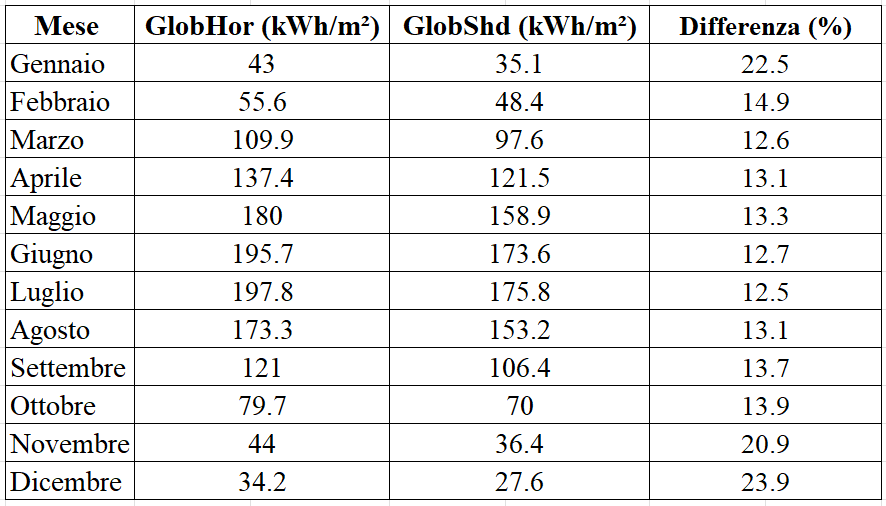 Mese GlobHor (kWh/m²) GlobShd (kWh/m²) Differenza (%)
Gennaio 43 35.1 22.5
Febbraio 55.6 48.4 14.9
Marzo 109.9 97.6 12.6
Aprile 137.4 121.5 13.1
Maggio 180 158.9 13.3
Giugno 195.7 173.6 12.7
Luglio 197.8 175.8 12.5
Agosto 173.3 153.2 13.1
Settembre 121 106.4 13.7
Ottobre 79.7 70 13.9
Novembre 44 36.4 20.9
Dicembre 34.2 27.6 23.9